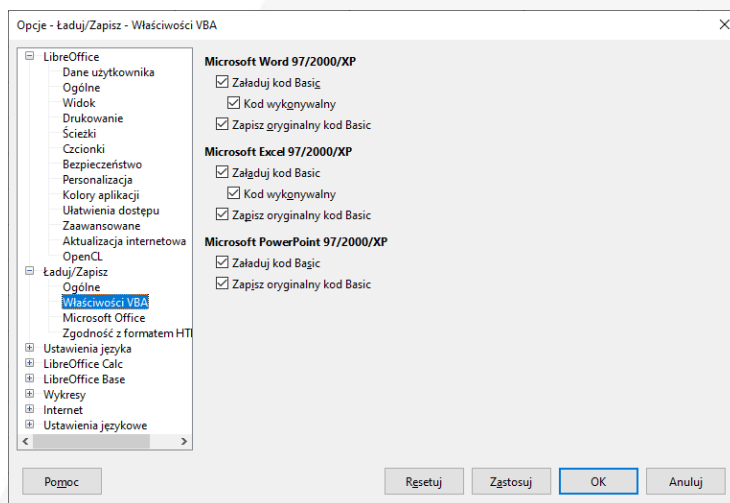 Opcje - Ładuj/Zapisz - Właściwości VBA
LibreOffice
Dane użytkownika
Ogólne
Widok
Drukowanie
Ścieżki
Czcionki
Bezpieczeństwo
Personalizacja
Kolory aplikacji
Ułatwienia dostępu
Zaawansowane
Aktualizacja internetowa
OpenCL
Ładuj/Zapisz
Ogólne
Właściwości VBA
Microsoft Office
Zgodność z formatem HTI
Ustawienia języka
LibreOffice Calc
LibreOffice Base
Wykresy
Internet
Ustawienia językowe
Microsoft Word 97/2000/XP
Załaduj kod Basic
Kod wykonywalny
Zapisz oryginalny kod Basic
Microsoft Excel 97/2000/XP
Załaduj kod Basic
Kod wykonywalny
Zapisz oryginalny kod Basic
Microsoft PowerPoint 97/2000/XP
Załaduj kod Basic
Zapisz oryginalny kod Basic
Pomoc
Resetuj
Zastosuj
OK
Anuluj